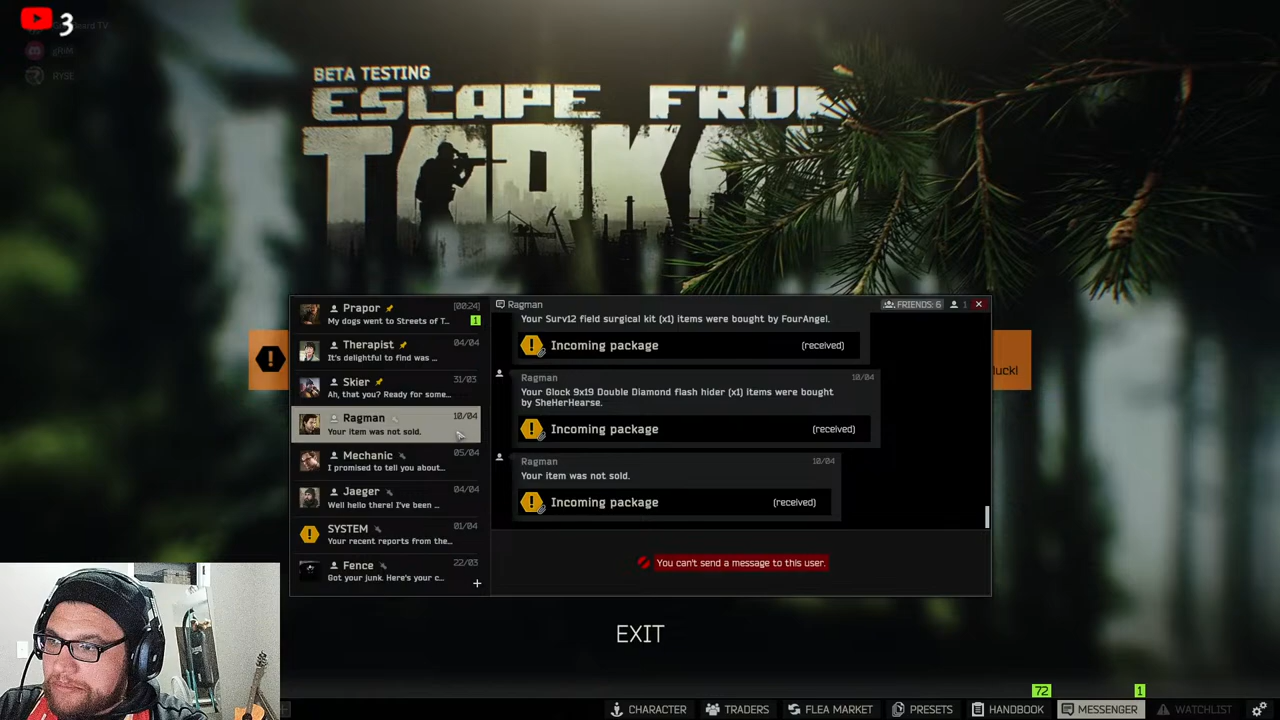 3
gRiM
RYSE
BETA TESTING
ESCAPE FROM
luck!
Prapor
[00:24]
My dogs went to Streets of T...
1
Therapist
04/04
It's delightful to find was ...
Skier
31/03
Ah, that you? Ready for some...
Ragman
10/04
Your item was not sold.
Mechanic
05/04
I promised to tell you about...
Jaeger
04/04
Well hello there! I've been ...
SYSTEM
01/04
Your recent reports from the...
Fence
22/03
Got your junk. Here's your c...
+
Ragman
FRIENDS: 6
1
Your Surv12 field surgical kit (x1) items were bought by FourAngel.
Incoming package
(received)
Ragman
10/04
Your Glock 9x19 Double Diamond flash hider (x1) items were bought
by SheHerHearse.
Incoming package
(received)
Ragman
10/04
Your item was not sold.
Incoming package
(received)
You can't send a message to this user.
EXIT
72
1
CHARACTER
TRADERS
FLEA MARKET
PRESETS
HANDBOOK
MESSENGER
WATCHLIST